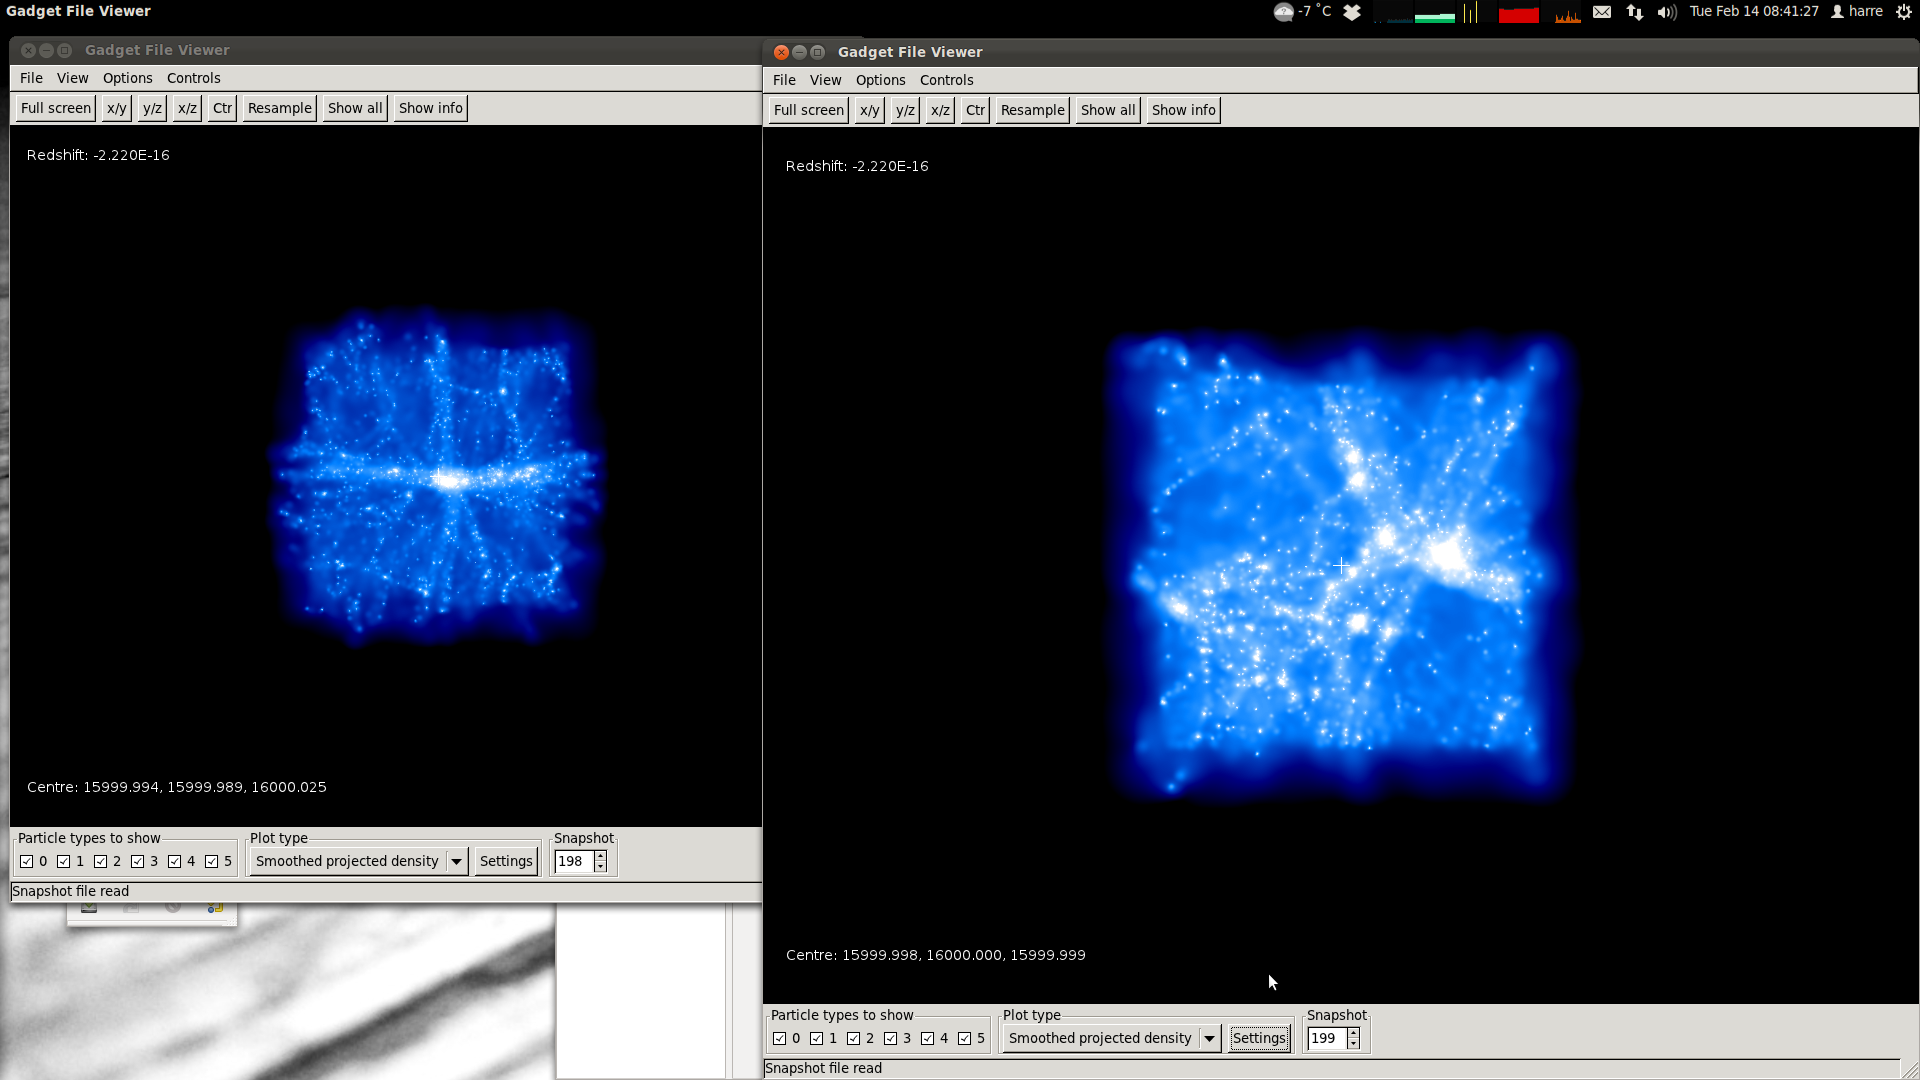 Gadget File Viewer
-7 °C
Tue Feb 14 08:41:27
harre
Gadget File Viewer
File View Options Controls
Full screen x/y y/z x/z Ctr Resample Show all Show info
Redshift: -2.220E-16
Centre: 15999.994, 15999.989, 16000.025
Particle types to show
0 1 2 3 4 5
Plot type
Smoothed projected density
Settings
Snapshot
198
Snapshot file read
Gadget File Viewer
File View Options Controls
Full screen x/y y/z x/z Ctr Resample Show all Show info
Redshift: -2.220E-16
Centre: 15999.998, 16000.000, 15999.999
Particle types to show
0 1 2 3 4 5
Plot type
Smoothed projected density
Settings
Snapshot
199
Snapshot file read